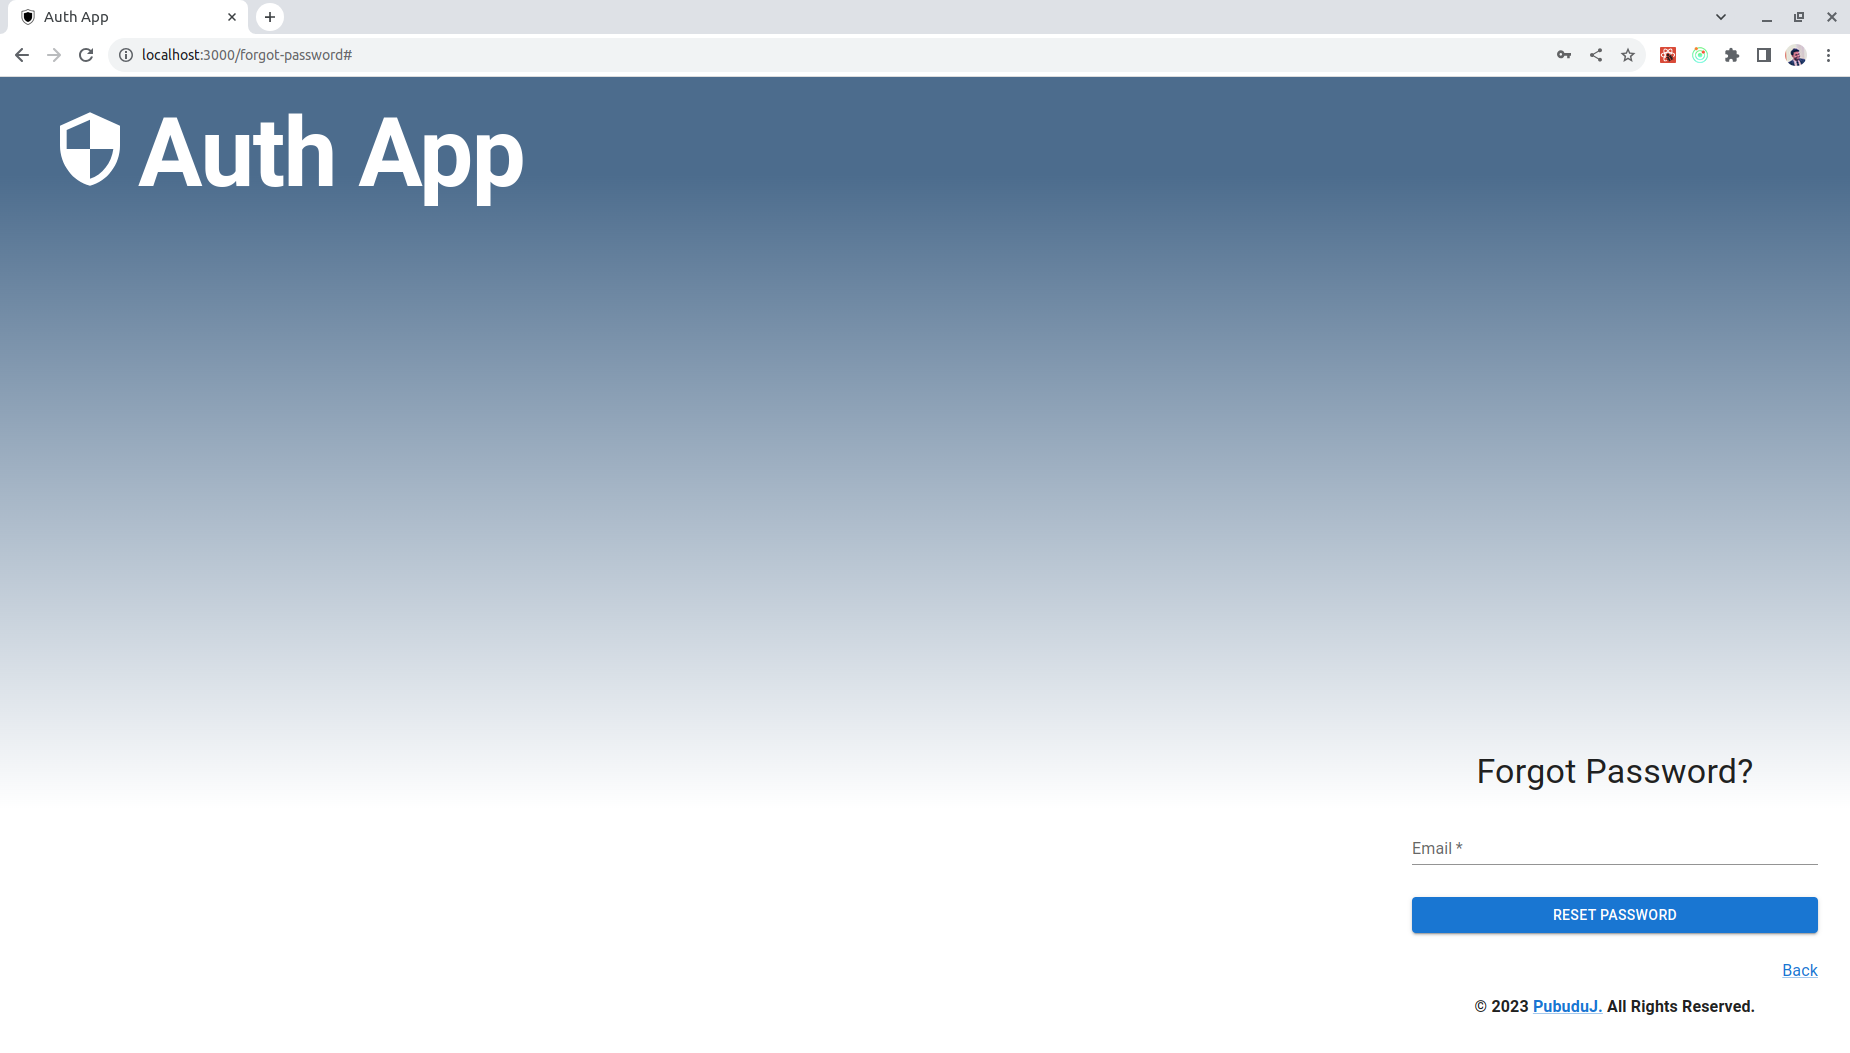 Auth App
localhost:3000/forgot-password#
Auth App
Forgot Password?
Email *
RESET PASSWORD
Back
© 2023 PubuduJ. All Rights Reserved.